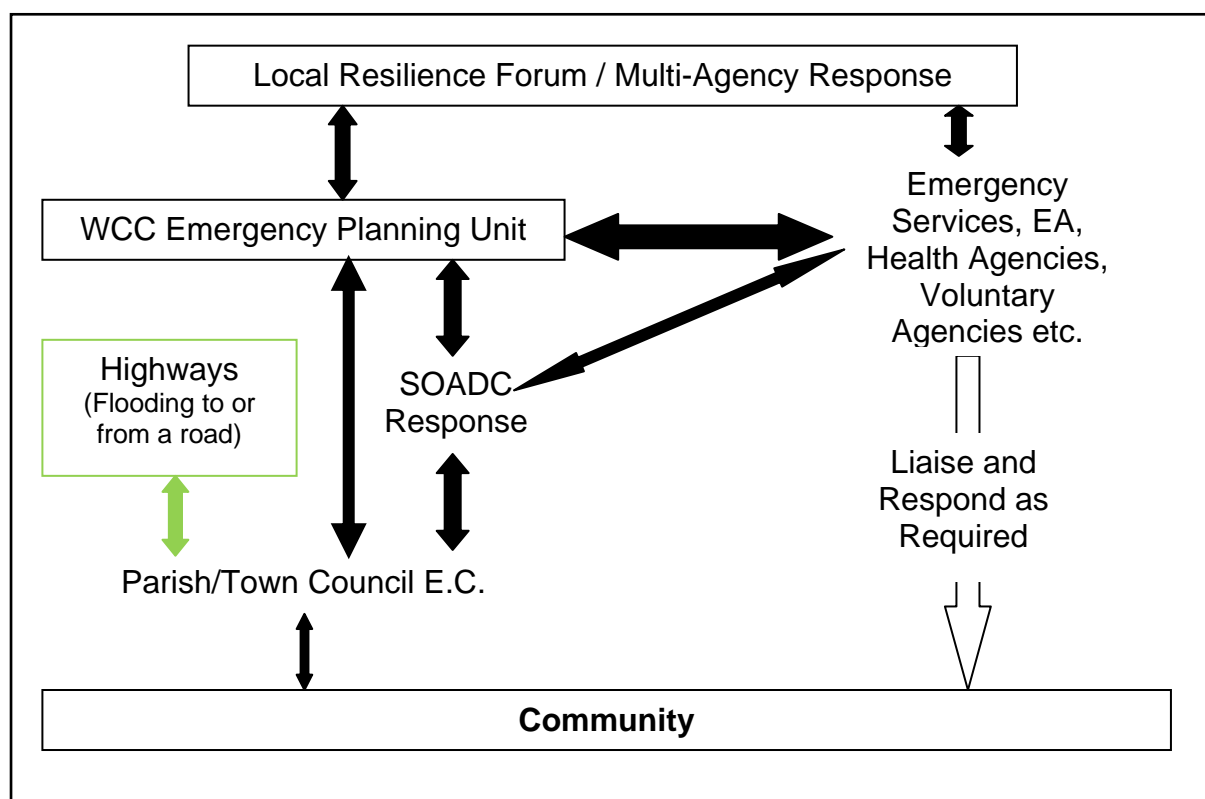 Local Resilience Forum / Multi-Agency Response
WCC Emergency Planning Unit
Emergency
Services, EA,
Health Agencies,
Voluntary
Agencies etc.
Highways
(Flooding to or
from a road)
SOADC
Response
Liaise and
Respond as
Required
Parish/Town Council E.C.
Community